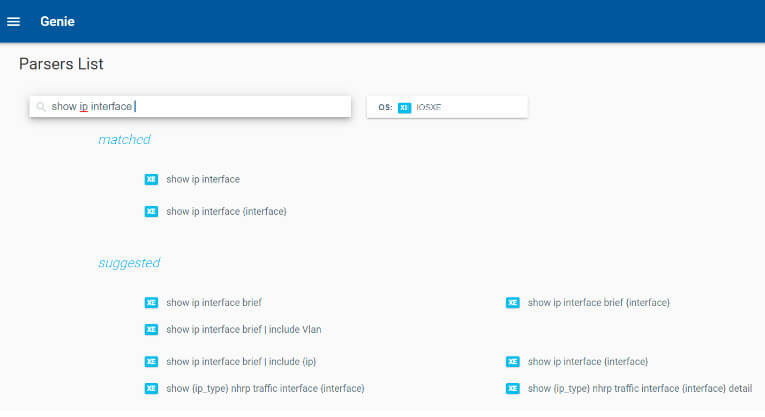 Genie
Parsers List
show ip interface
OS: XE IOSXE
matched
XE show ip interface
XE show ip interface {interface}
suggested
XE show ip interface brief
XE show ip interface brief {interface}
XE show ip interface brief | include Vlan
XE show ip interface brief | include {ip}
XE show ip interface {interface}
XE show {ip_type} nhrp traffic interface {interface}
XE show {ip_type} nhrp traffic interface {interface} detail